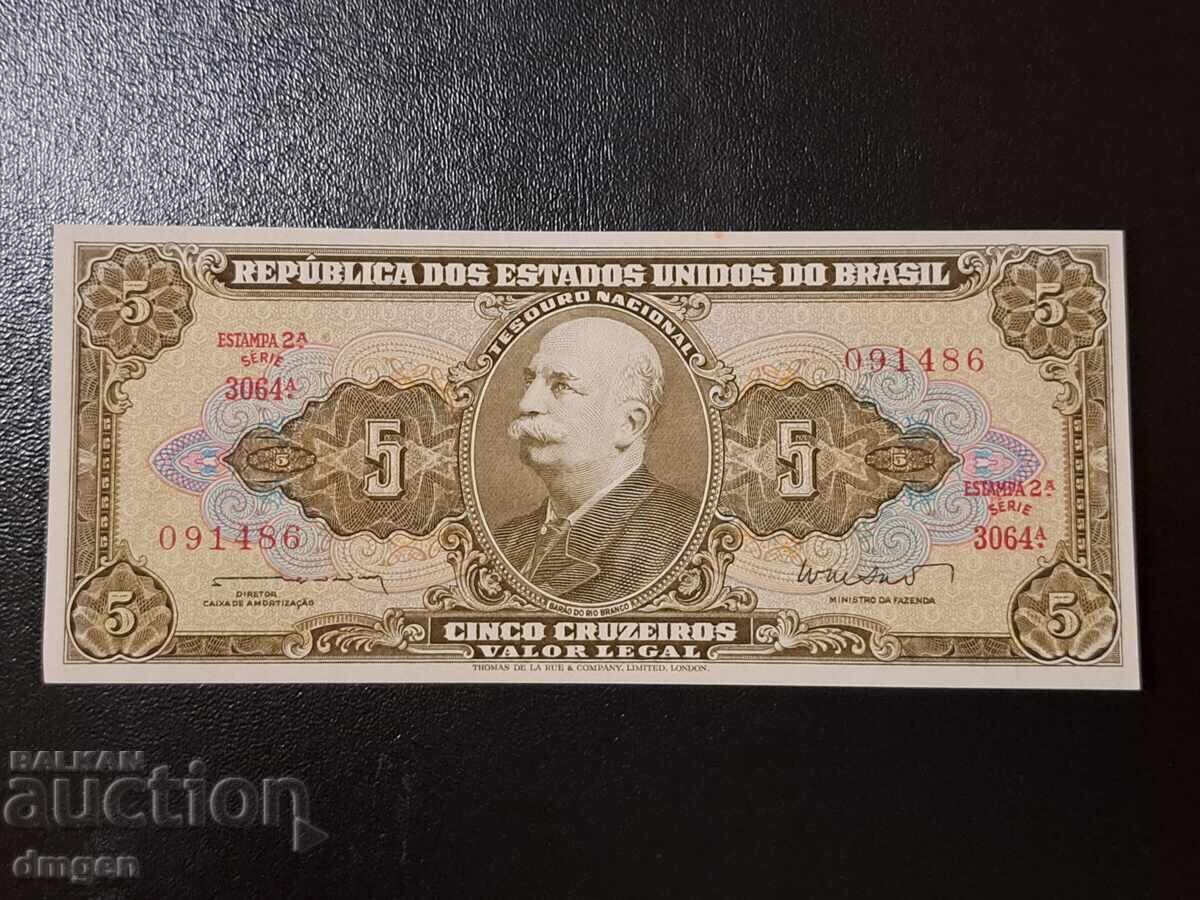 REPÚBLICA DOS ESTADOS UNIDOS DO BRASIL
TESOURO NACIONAL
5
5
ESTAMPA 2ª
SÉRIE
3064ª
091486
5
5
5
5
091486
ESTAMPA 2ª
SÉRIE
3064ª
DIRETOR
CAIXA DE AMORTIZAÇÃO
MINISTRO DA FAZENDA
BARÃO DO RIO BRANCO
5
5
CINCO CRUZEIROS
VALOR LEGAL
THOMAS DE LA RUE & COMPANY, LIMITED, LONDON.
BALKAN
auction
dmgen